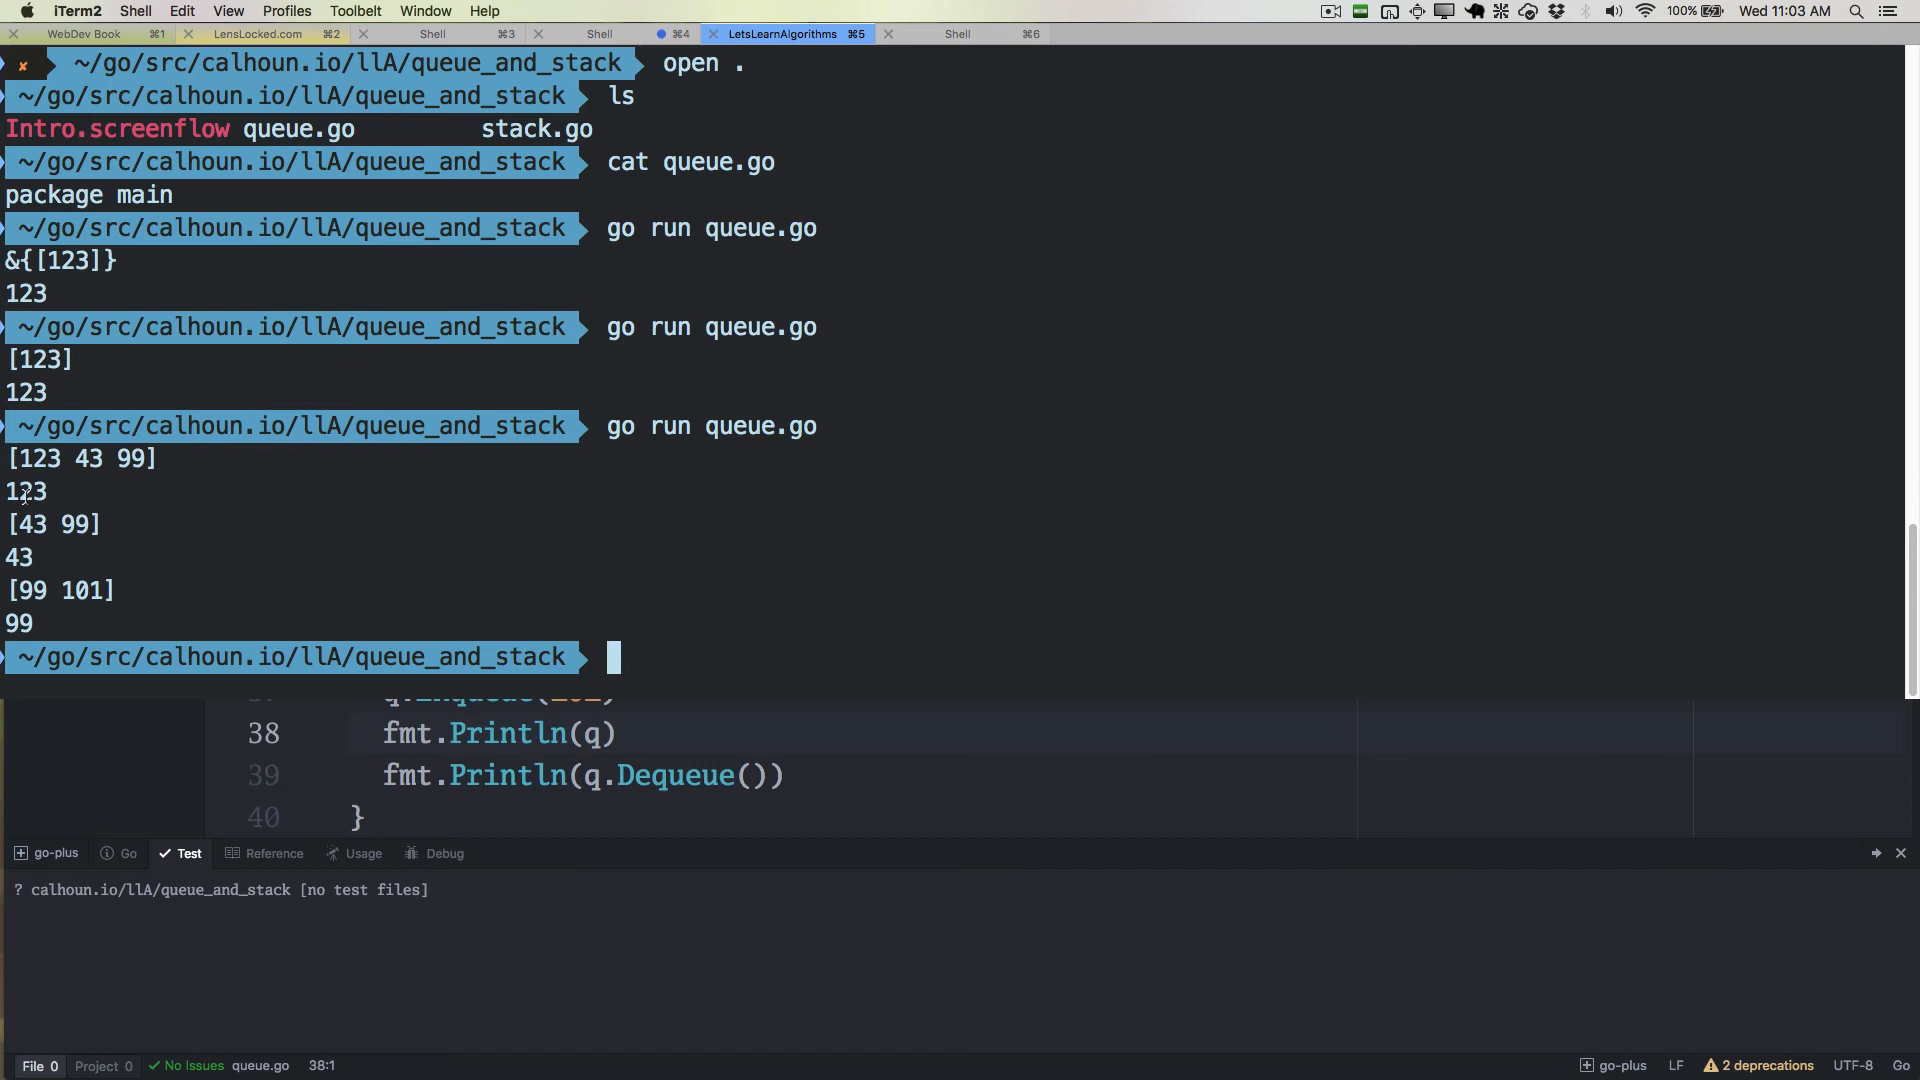 iTerm2 Shell Edit View Profiles Toolbelt Window Help 100% Wed 11:03 AM
WebDev Book ⌘1 LensLocked.com ⌘2 Shell ⌘3 Shell ⌘4 LetsLearnAlgorithms ⌘5 Shell ⌘6
✘ ~/go/src/calhoun.io/llA/queue_and_stack open .
~/go/src/calhoun.io/llA/queue_and_stack ls
Intro.screenflow queue.go stack.go
~/go/src/calhoun.io/llA/queue_and_stack cat queue.go
package main
~/go/src/calhoun.io/llA/queue_and_stack go run queue.go
&{[123]}
123
~/go/src/calhoun.io/llA/queue_and_stack go run queue.go
[123]
123
~/go/src/calhoun.io/llA/queue_and_stack go run queue.go
[123 43 99]
123
[43 99]
43
[99 101]
99
~/go/src/calhoun.io/llA/queue_and_stack
38 fmt.Println(q)
39 fmt.Println(q.Dequeue())
40 }
go-plus Go Test Reference Usage Debug
? calhoun.io/llA/queue_and_stack [no test files]
File 0 Project 0 No Issues queue.go 38:1 go-plus LF 2 deprecations UTF-8 Go